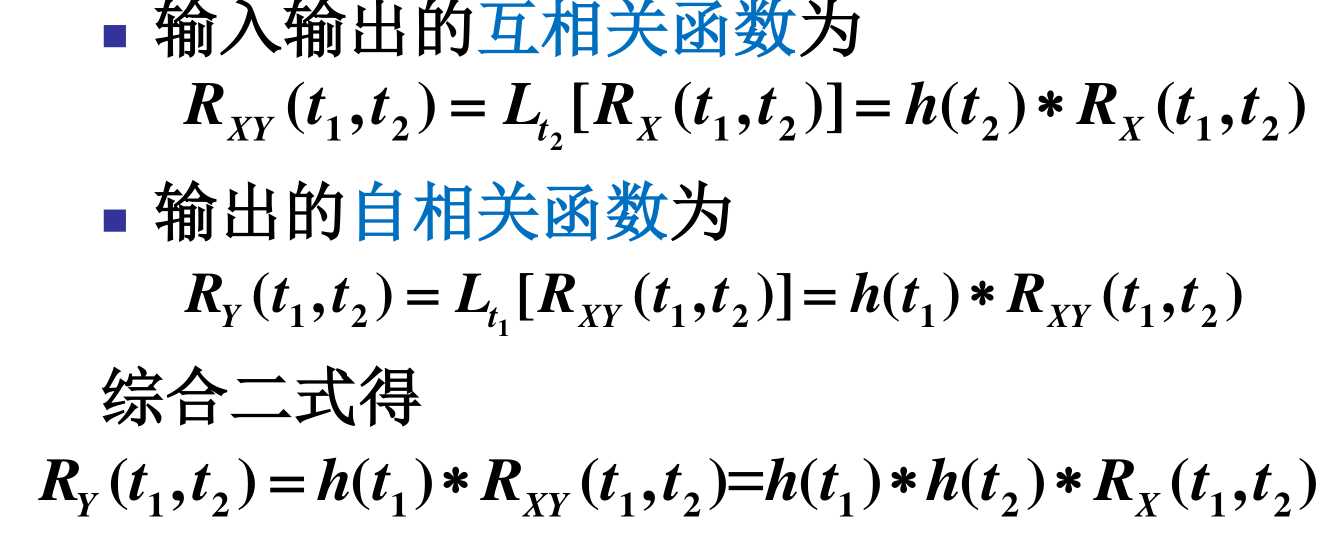 ▪ 输入输出的互相关函数为
R_{XY}(t_1,t_2) = L_{t_2}[R_X(t_1,t_2)] = h(t_2) * R_X(t_1,t_2)
▪ 输出的自相关函数为
R_Y(t_1,t_2) = L_{t_1}[R_{XY}(t_1,t_2)] = h(t_1) * R_{XY}(t_1,t_2)
综合二式得
R_Y(t_1,t_2) = h(t_1) * R_{XY}(t_1,t_2)=h(t_1) * h(t_2) * R_X(t_1,t_2)